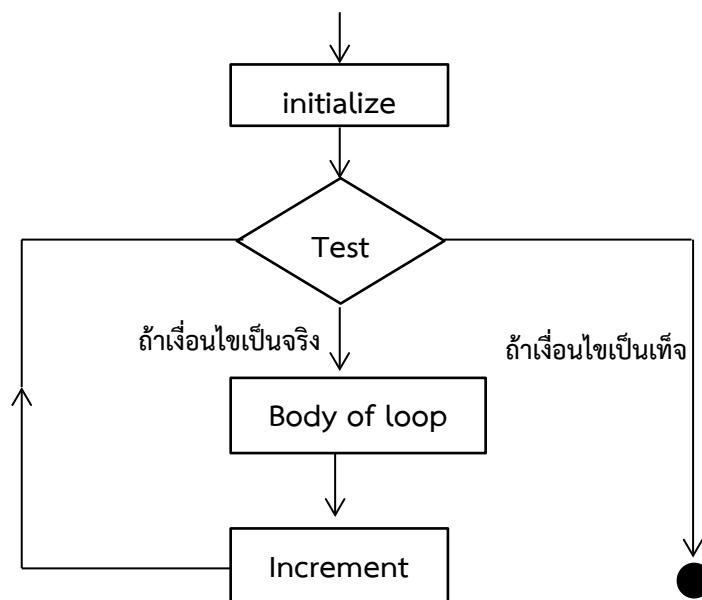 initialize
Test
ถ้าเงื่อนไขเป็นจริง
ถ้าเงื่อนไขเป็นเท็จ
Body of loop
Increment